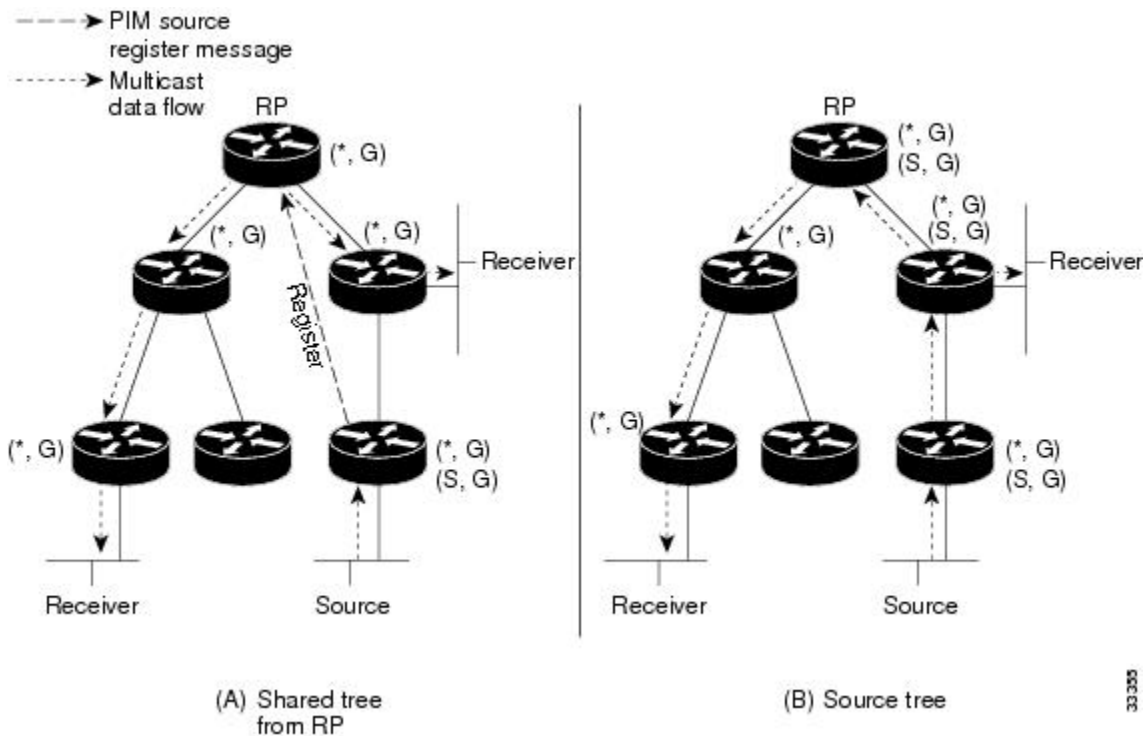 PIM source
register message
Multicast
data flow
RP
(*, G)
(*, G)
(*, G)
Receiver
Register
(*, G)
(*, G)
(S, G)
Receiver
Source
(A) Shared tree
from RP
RP
(*, G)
(S, G)
(*, G)
(*, G)
(S, G)
Receiver
(*, G)
(*, G)
(S, G)
Receiver
Source
(B) Source tree
33355